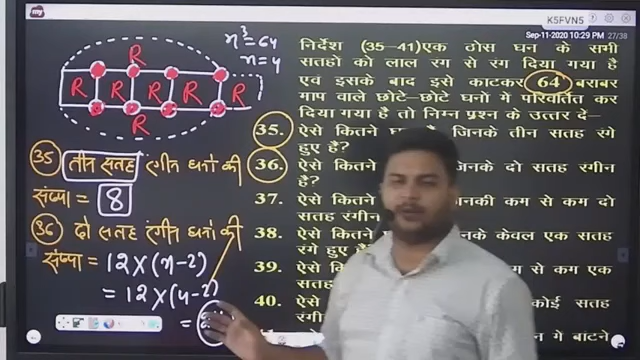 K5FVN5
Sep-11-2020 10:29 PM 27/38
my
n³=64
n=4
R
R R R R R
R
35 तीन सतह रंगीन घनो की
संख्या = 8
36 दो सतह रंगीन घनो की
संख्या = 12×(n-2)
= 12×(4-2)
=
निर्देश (35–41) एक ठोस घन के सभी
सतहों को लाल रंग से रंग दिया गया है
एवं इसके बाद इसे काटकर 64 बराबर
माप वाले छोटे-छोटे घनो में परिवर्तित कर
दिया गया है तो निम्न प्रश्न के उत्तर दे–
35. ऐसे कितने जिनके तीन सतह रंगे
हुए है?
36. ऐसे कितने जिनके दो सतह रंगीन
है?
37. ऐसे कितने जिनकी कम से कम दो
सतह रंगीन
38. ऐसे कितने जिनके केवल एक सतह
रंगे हुए है
39. ऐसे कितने कम से कम एक
सतह
40. ऐसे कोई सतह
रंगी
में बाटने